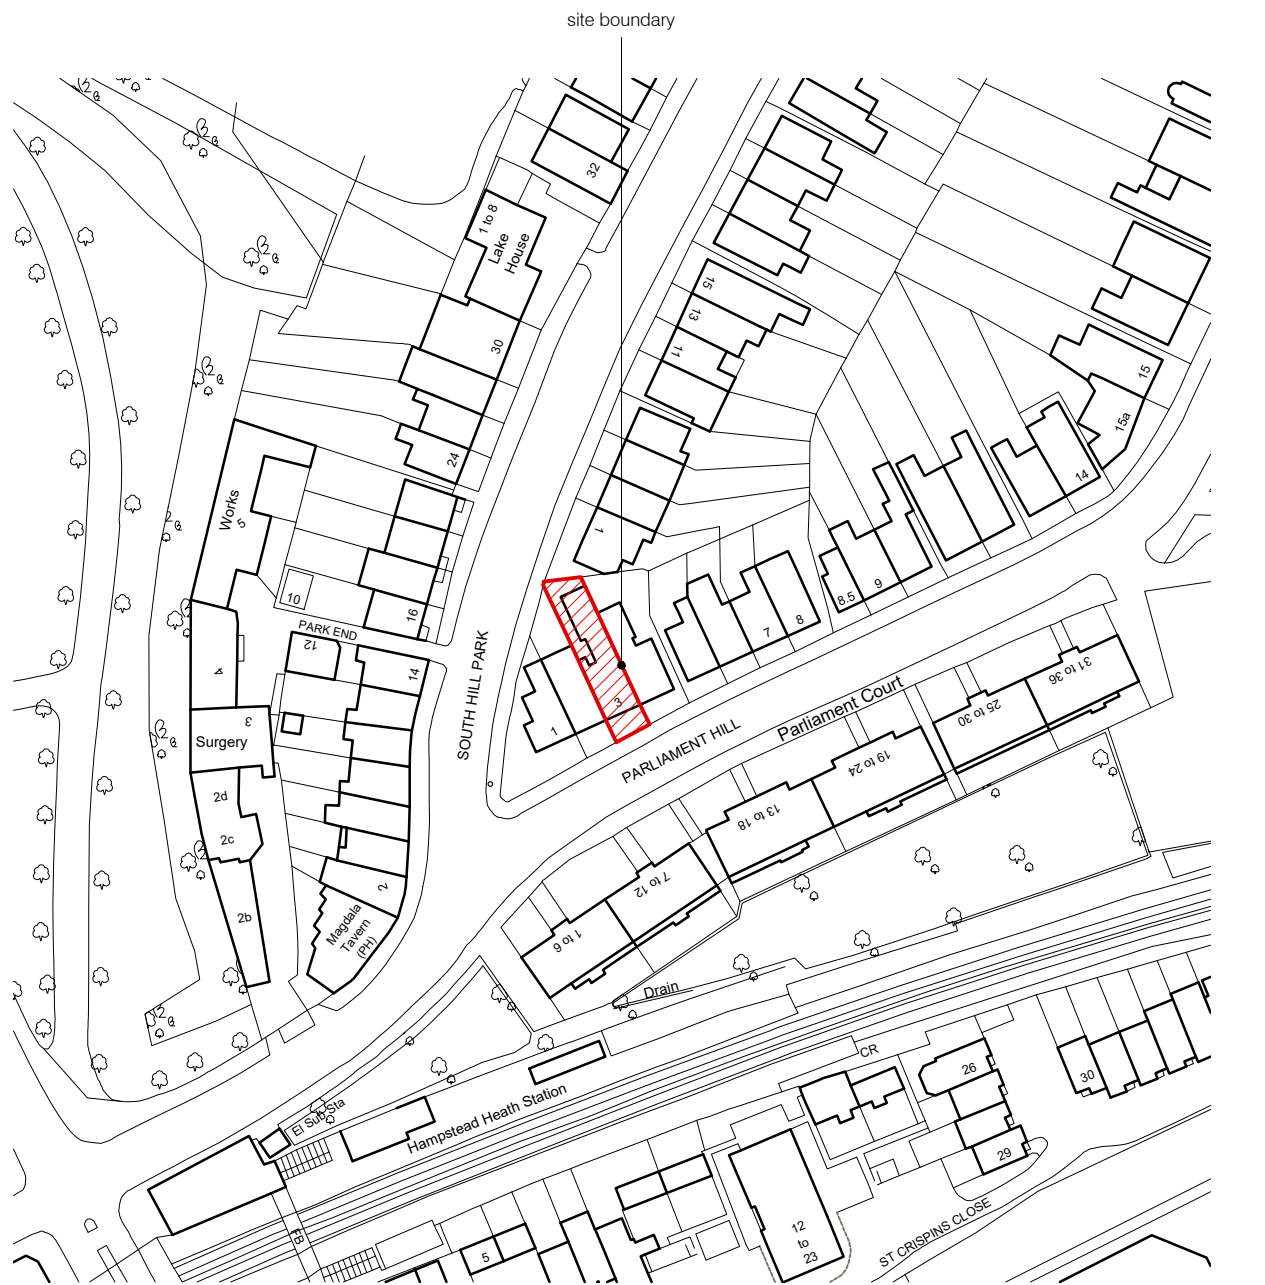 site boundary
32
1 to 8
Lake
House
30
24
15
13
11
1
15
15a
14
Works
5
10
PARK END
12
16
14
4
3
Surgery
2d
2c
2b
2
Magdala
Tavern
(PH)
SOUTH HILL PARK
1
3
7
8
8.5
9
PARLIAMENT HILL
Parliament Court
1 to 6
7 to 12
13 to 18
19 to 24
25 to 30
31 to 36
Drain
El Sub Sta
Hampstead Heath Station
FB
CR
26
29
30
5
12
to
23
ST CRISPINS CLOSE